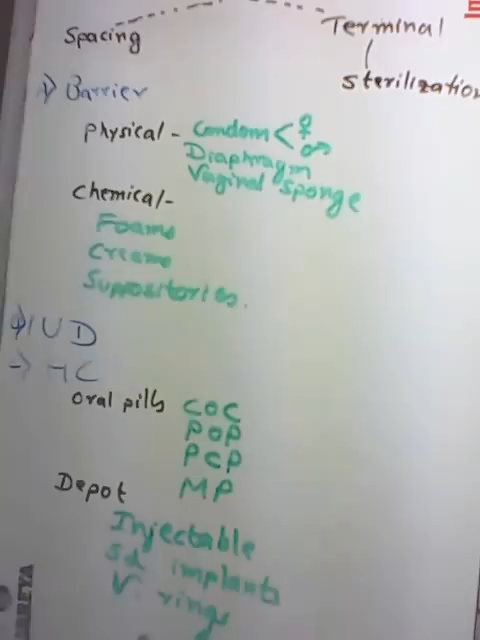 Spacing Terminal
sterilization
→ Barrier
Physical - Condom < ♀ ♂
Diaphragm
Vaginal Sponge
Chemical-
Foams
Creams
Suppositories.
→ IUD
→ HC
Oral pills COC
POP
PCP
Depot MP
Injectable
Sd implants
V. rings